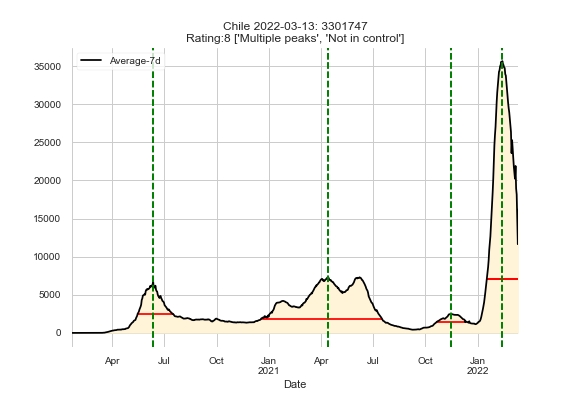 Chile 2022-03-13: 3301747
Rating:8 ['Multiple peaks', 'Not in control']
Average-7d
35000
30000
25000
20000
15000
10000
5000
0
Apr Jul Oct Jan Apr Jul Oct Jan
2021 2022
Date